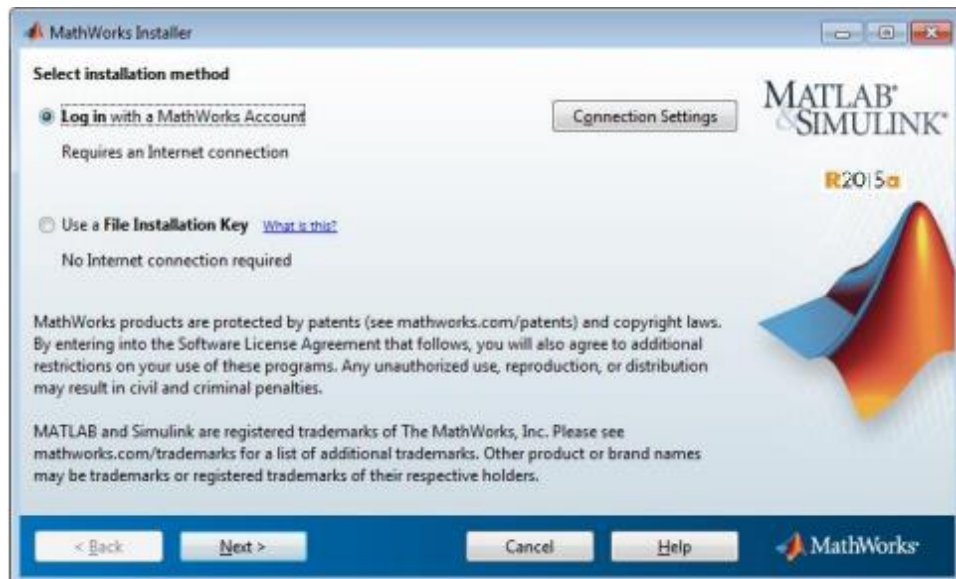 MathWorks Installer
Select installation method
Log in with a MathWorks Account
Connection Settings
Requires an Internet connection
Use a File Installation Key What is this?
No Internet connection required
MathWorks products are protected by patents (see mathworks.com/patents) and copyright laws.
By entering into the Software License Agreement that follows, you will also agree to additional
restrictions on your use of these programs. Any unauthorized use, reproduction, or distribution
may result in civil and criminal penalties.
MATLAB and Simulink are registered trademarks of The MathWorks, Inc. Please see
mathworks.com/trademarks for a list of additional trademarks. Other product or brand names
may be trademarks or registered trademarks of their respective holders.
MATLAB®
&SIMULINK®
R2015a
< Back
Next >
Cancel
Help
MathWorks®